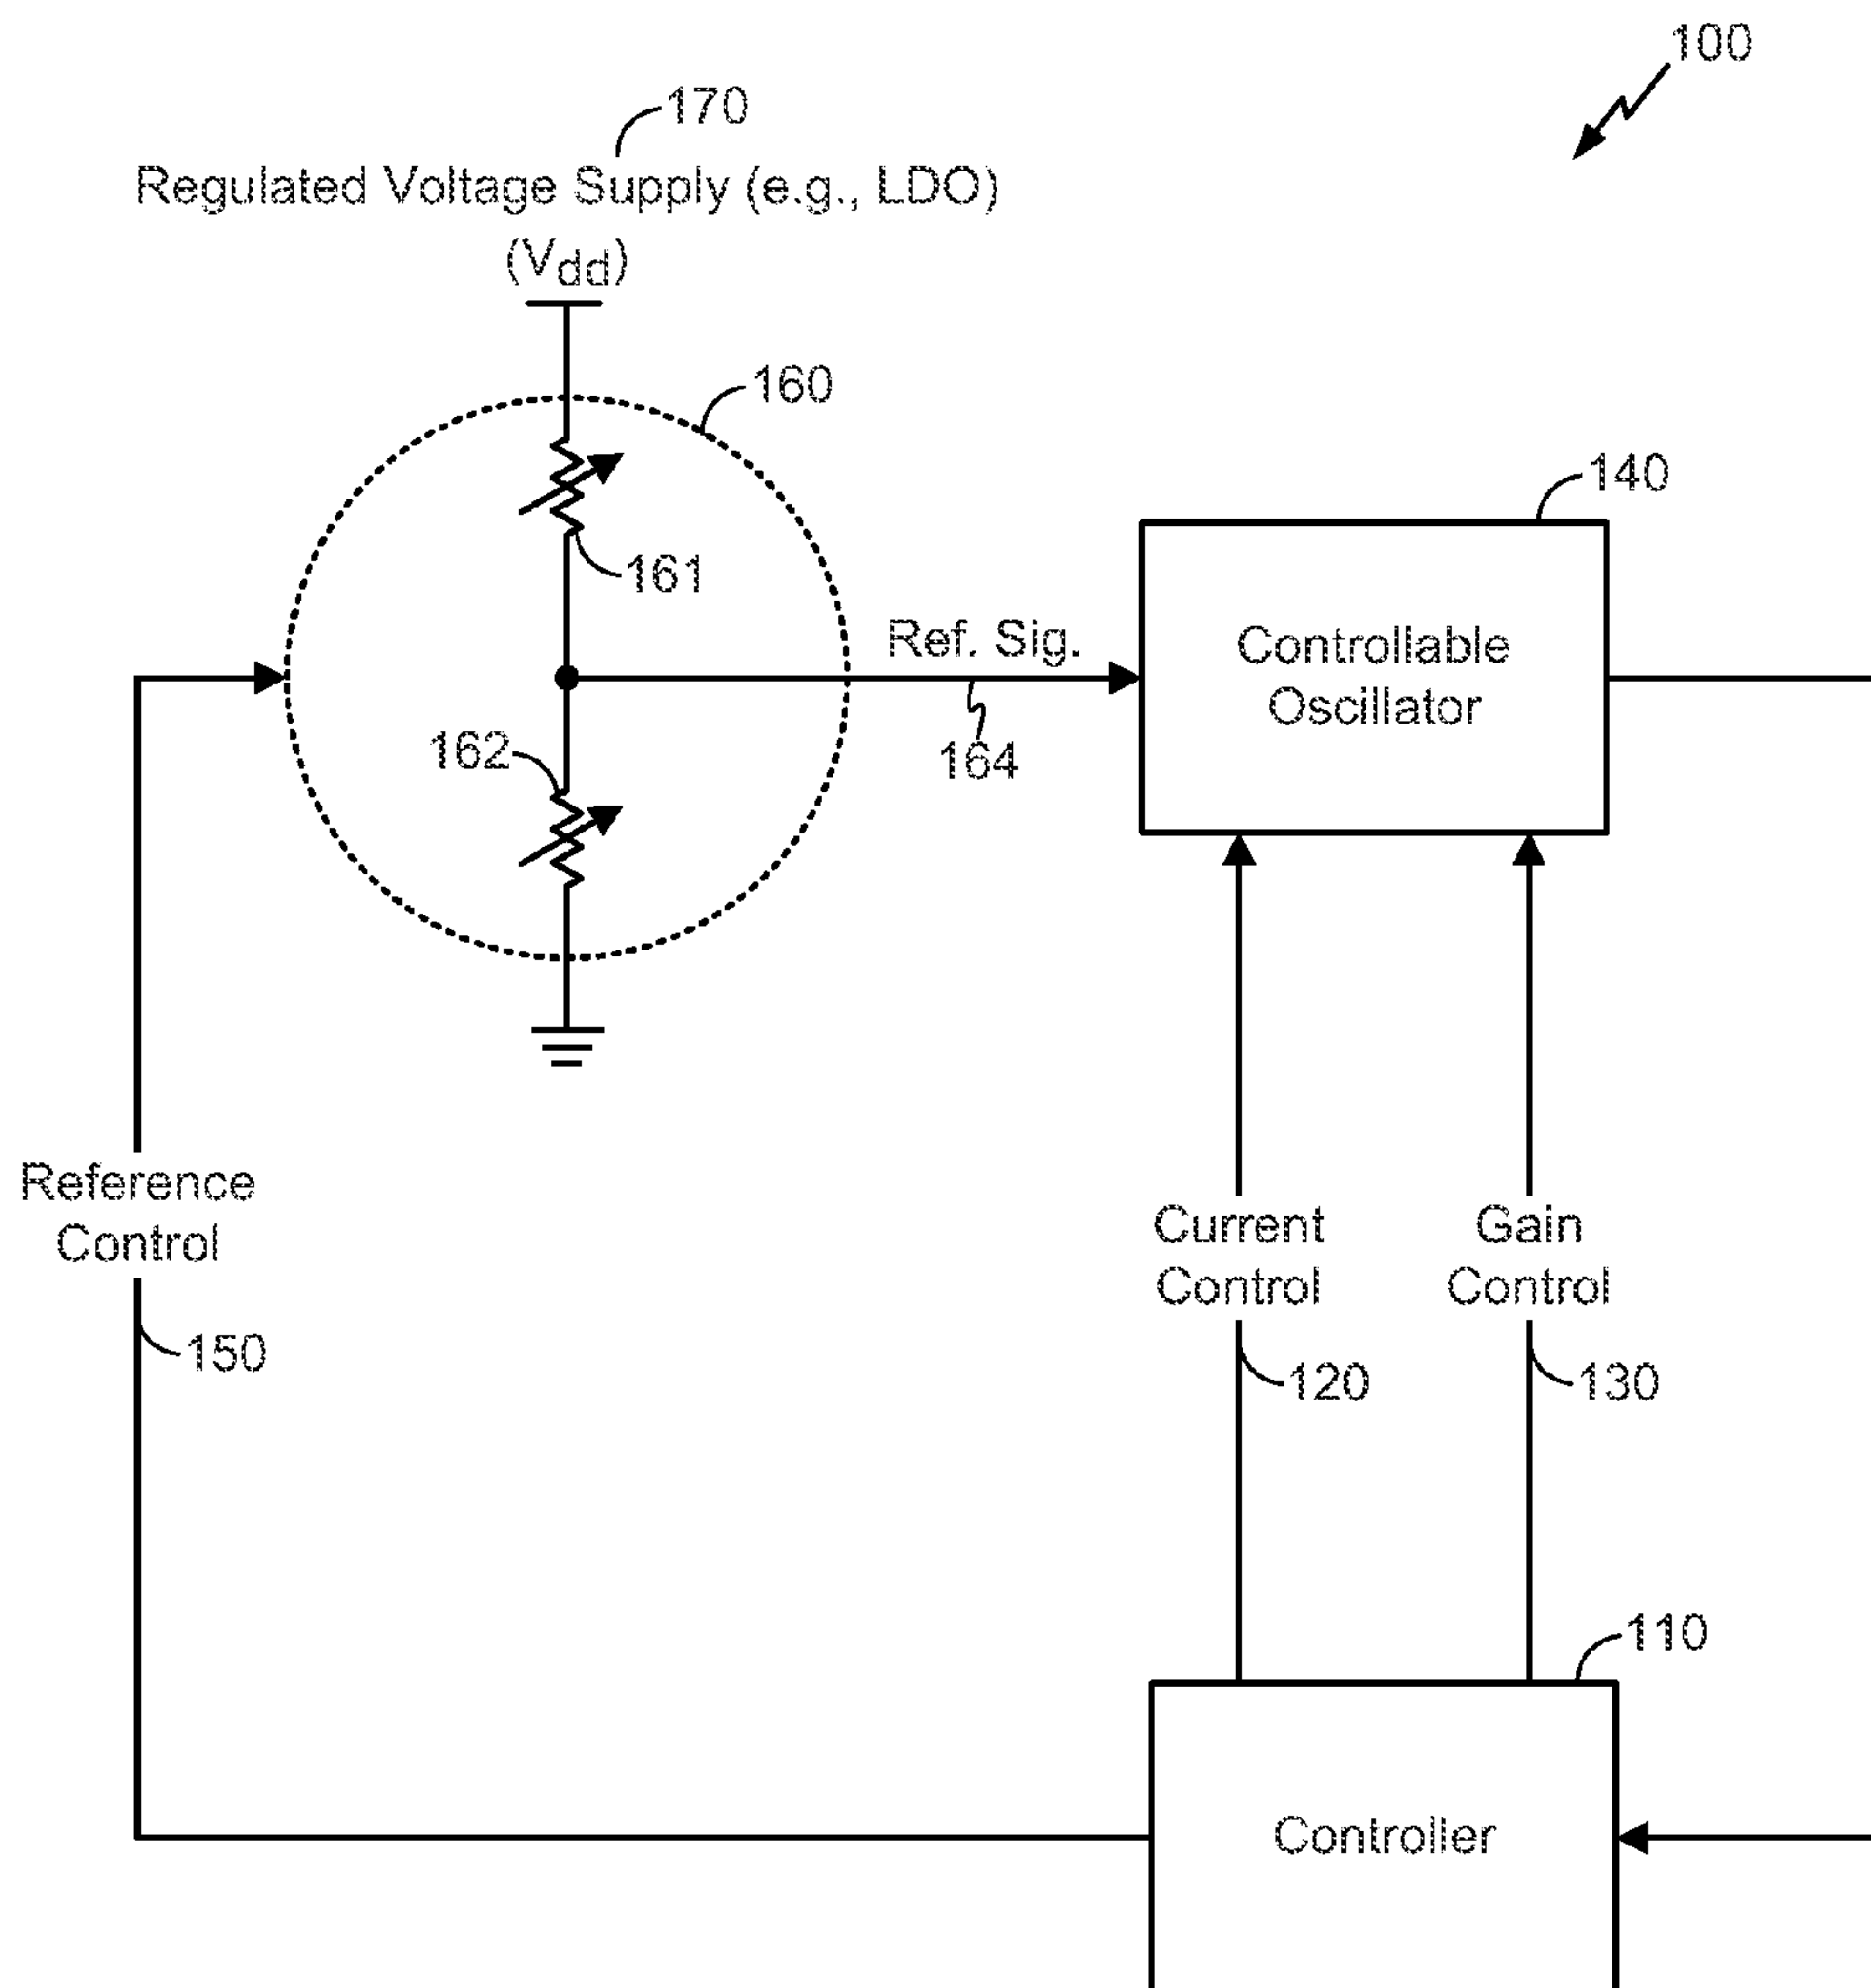 100
170
Regulated Voltage Supply (e.g., LDO)
(Vdd)
160
140
161
Ref. Sig.
Controllable
Oscillator
162
164
Reference
Control
Current
Control
Gain
Control
150
120
130
110
Controller